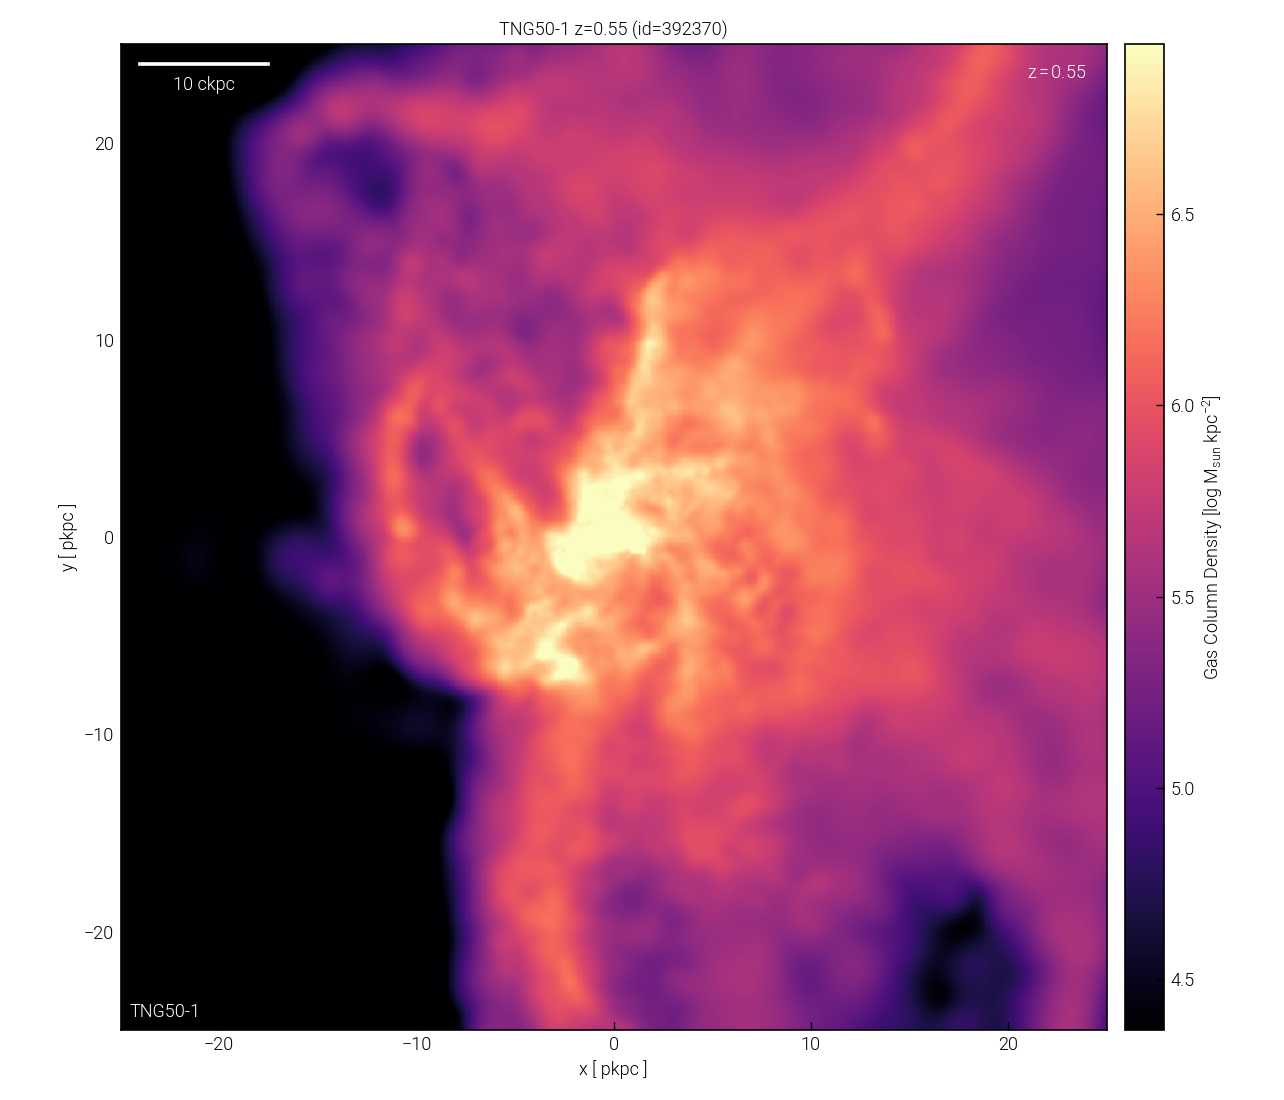 TNG50-1 z=0.55 (id=392370)
10 ckpc
z=0.55
TNG50-1
20
10
0
−10
−20
y [ pkpc ]
−20
−10
0
10
20
x [ pkpc ]
6.5
6.0
5.5
5.0
4.5
Gas Column Density [log M_sun kpc⁻²]